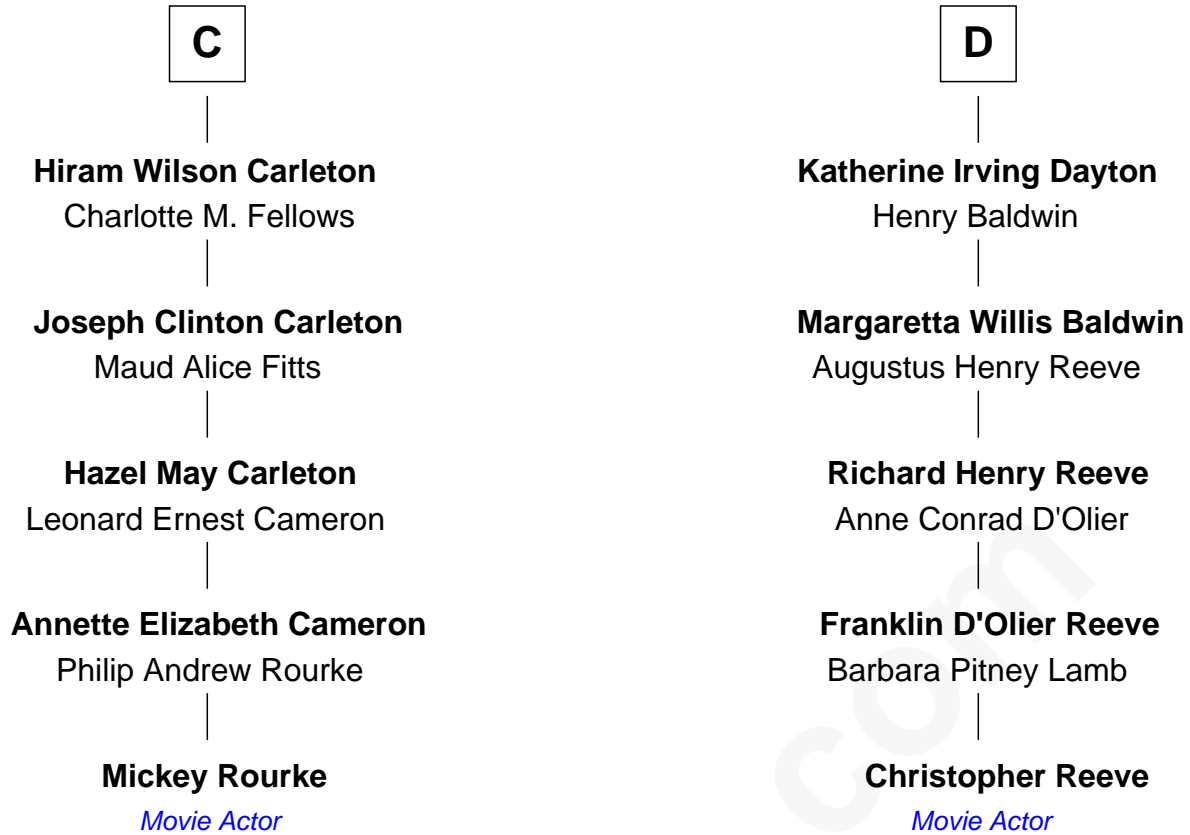 C
Hiram Wilson Carleton
Charlotte M. Fellows
Joseph Clinton Carleton
Maud Alice Fitts
Hazel May Carleton
Leonard Ernest Cameron
Annette Elizabeth Cameron
Philip Andrew Rourke
Mickey Rourke
Movie Actor
D
Katherine Irving Dayton
Henry Baldwin
Margaretta Willis Baldwin
Augustus Henry Reeve
Richard Henry Reeve
Anne Conrad D'Olier
Franklin D'Olier Reeve
Barbara Pitney Lamb
Christopher Reeve
Movie Actor
com